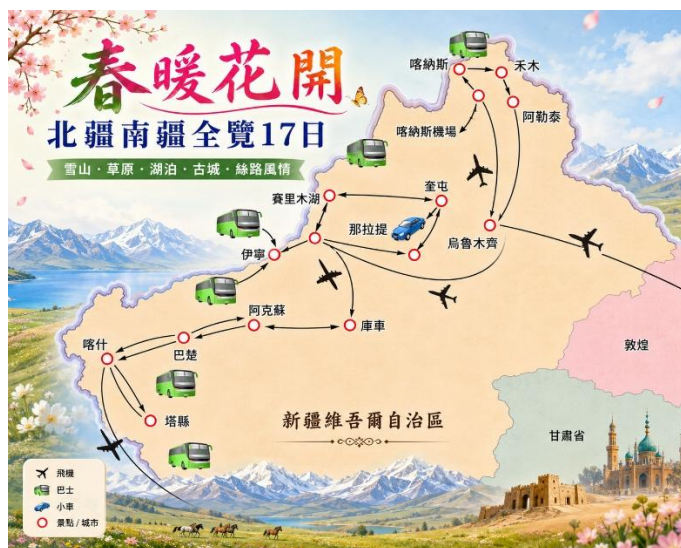 春暖花開
北疆南疆全覽17日
雪山·草原·湖泊·古城·絲路風情
喀納斯
禾木
阿勒泰
喀納斯機場
賽里木湖
奎屯
那拉提
烏魯木齊
伊寧
阿克蘇
庫車
喀什
巴楚
敦煌
塔縣
新疆維吾爾自治區
甘肅省
飛機
巴士
小車
景點/城市